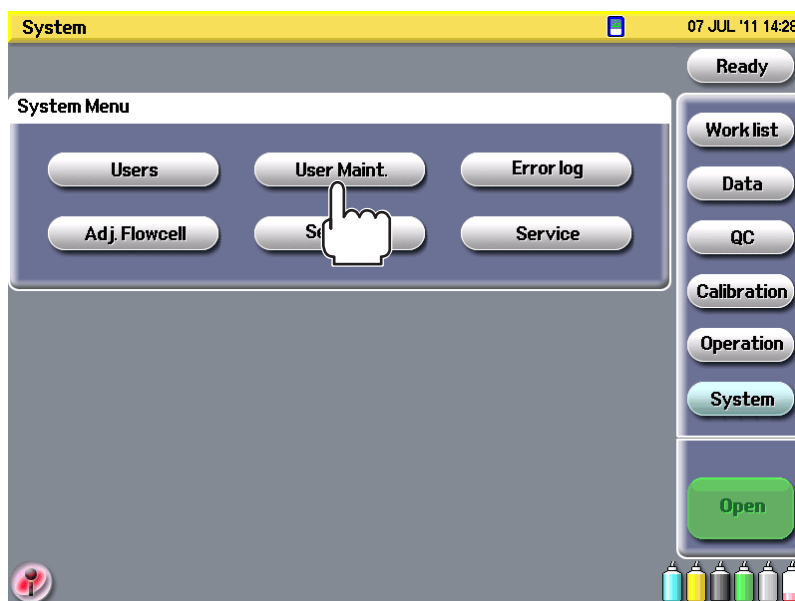 System 07 JUL '11 14:28
Ready
System Menu
Work list
Users User Maint. Error log
Data
Adj. Flowcell Service
QC
Calibration
Operation
System
Open